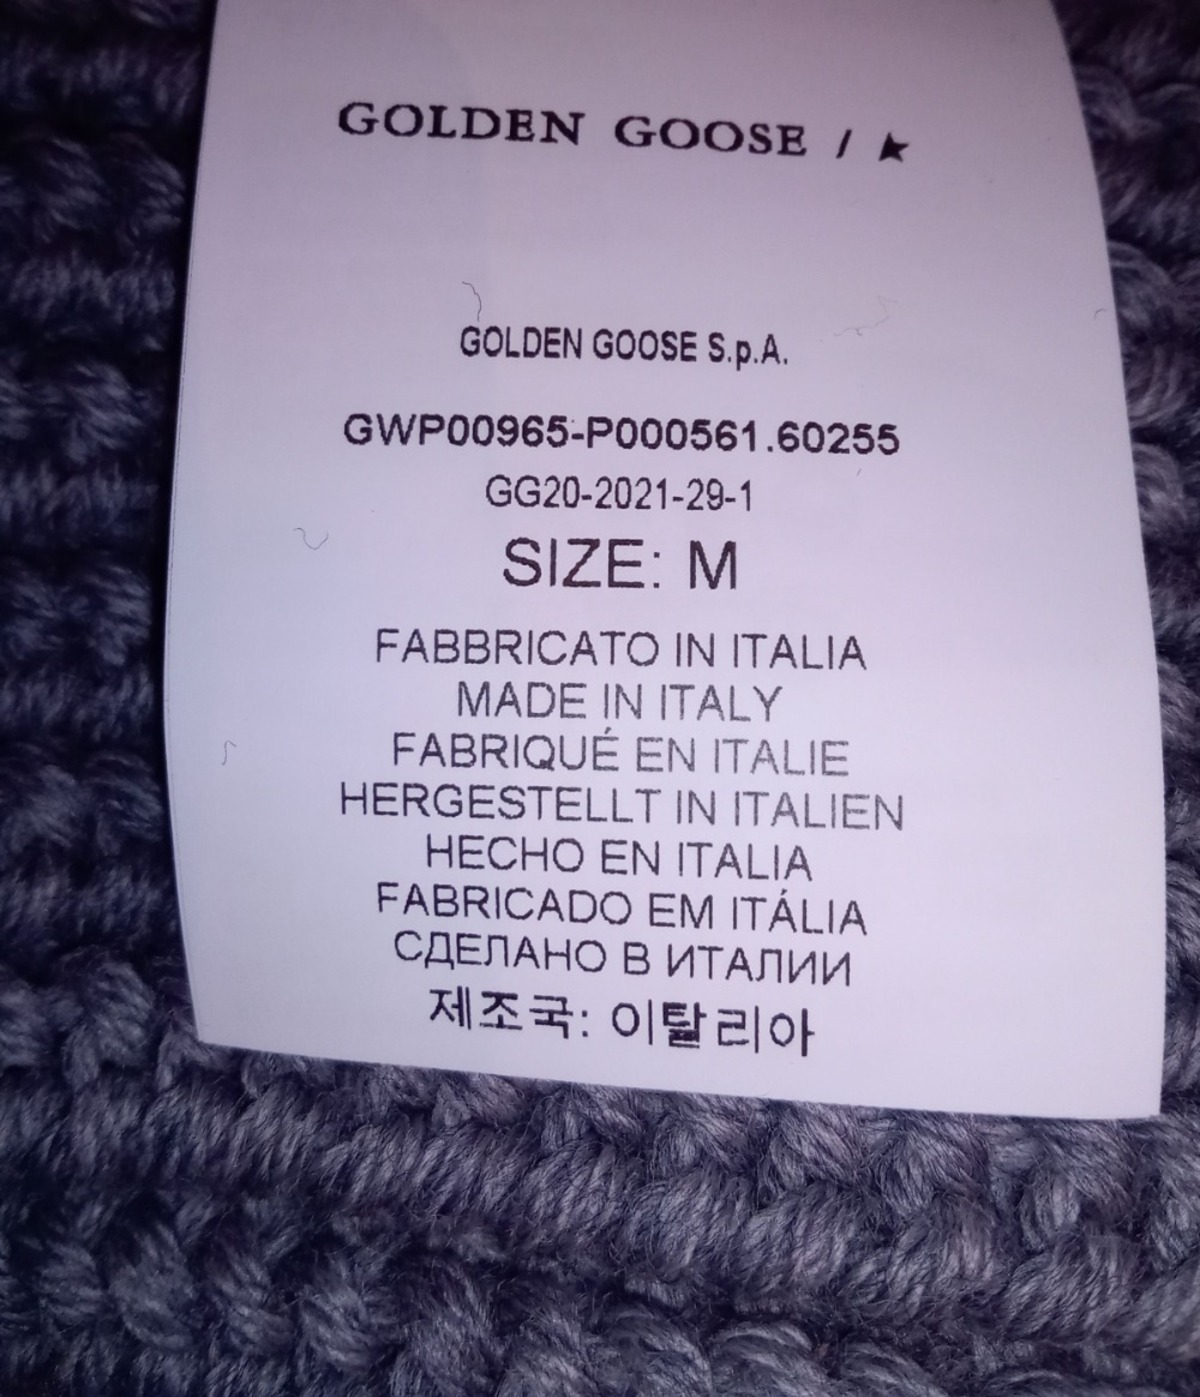 GOLDEN GOOSE / ★
GOLDEN GOOSE S.p.A.
GWP00965-P000561.60255
GG20-2021-29-1
SIZE: M
FABBRICATO IN ITALIA
MADE IN ITALY
FABRIQUÉ EN ITALIE
HERGESTELLT IN ITALIEN
HECHO EN ITALIA
FABRICADO EM ITÁLIA
СДЕЛАНО В ИТАЛИИ
제조국: 이탈리아